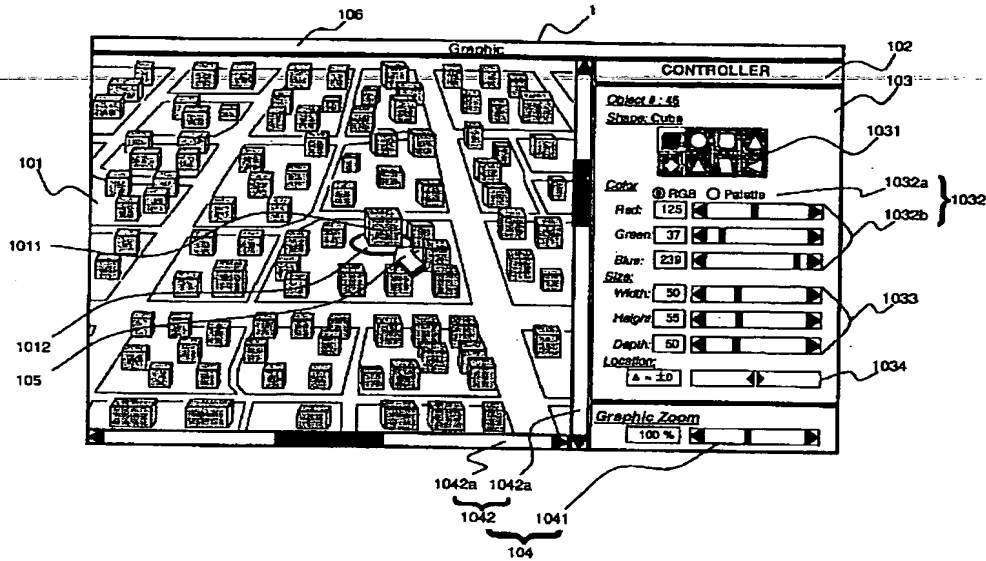 106
1
Graphic
102
CONTROLLER
103
Object # : 45
Shape: Cube
1031
101
Color
RGB
Palette
1032a
1032
Red: 125
1032b
1011
Green: 37
Blue: 239
Size:
Width: 50
1033
Height: 55
1012
Depth: 50
105
Location:
Δ = ±0
1034
Graphic Zoom
100 %
1042a 1042a
1042
1041
104